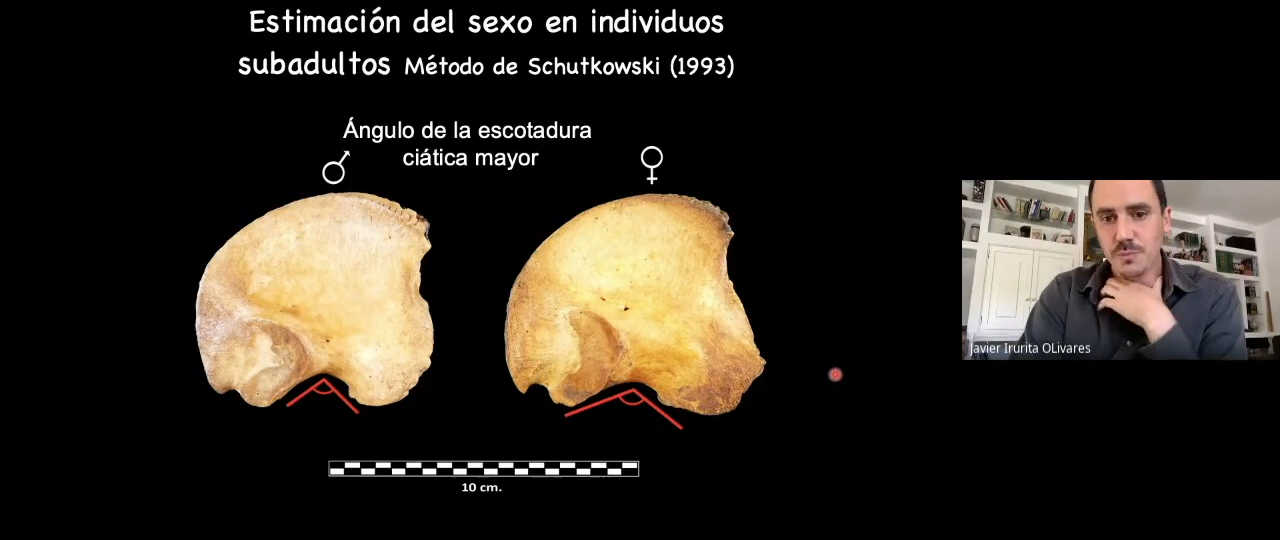 Estimación del sexo en individuos
subadultos Método de Schutkowski (1993)
Ángulo de la escotadura
ciática mayor
10 cm.
Javier Irurita OLivares